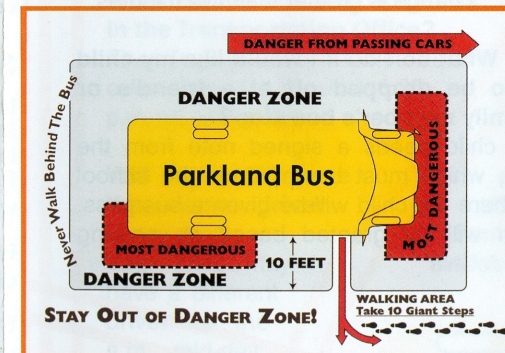 DANGER FROM PASSING CARS
DANGER ZONE
Never Walk Behind The Bus
Parkland Bus
MOST DANGEROUS
MOST DANGEROUS
10 FEET
DANGER ZONE
STAY OUT OF DANGER ZONE!
WALKING AREA
Take 10 Giant Steps